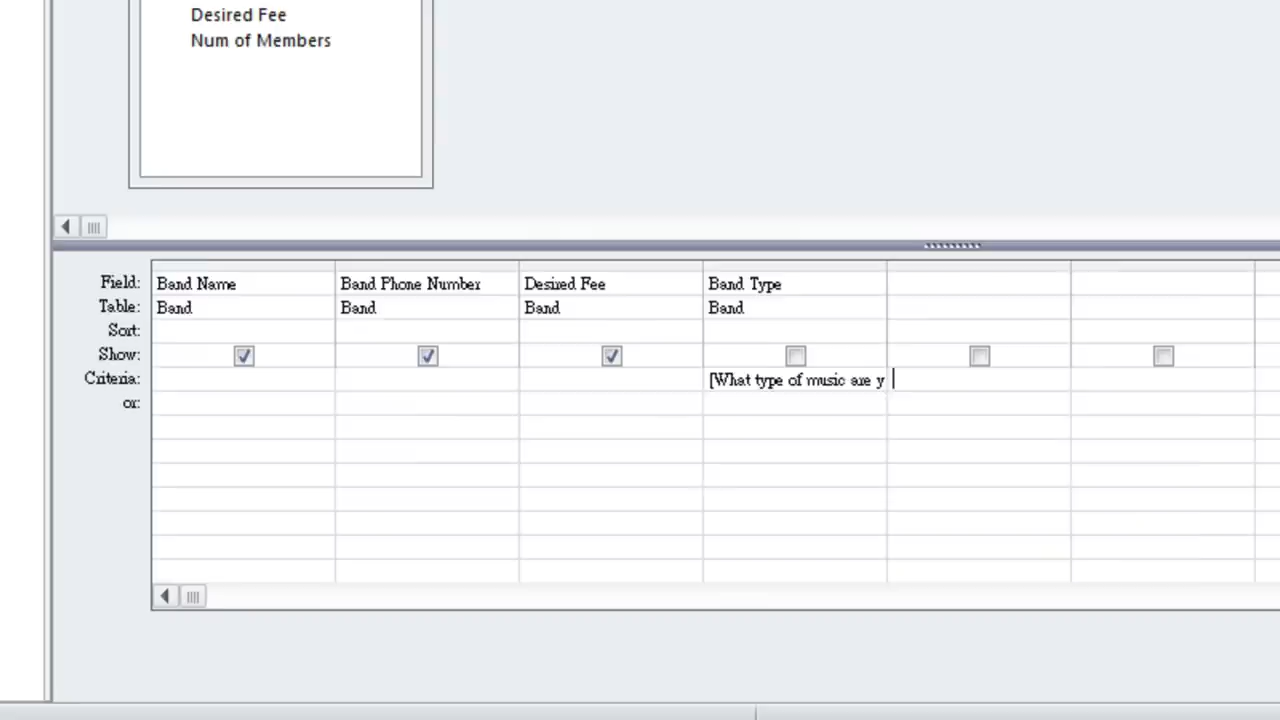 Desired Fee
Num of Members
Field: Band Name Band Phone Number Desired Fee Band Type
Table: Band Band Band Band
Sort:
Show:
Criteria: [What type of music are y
or: